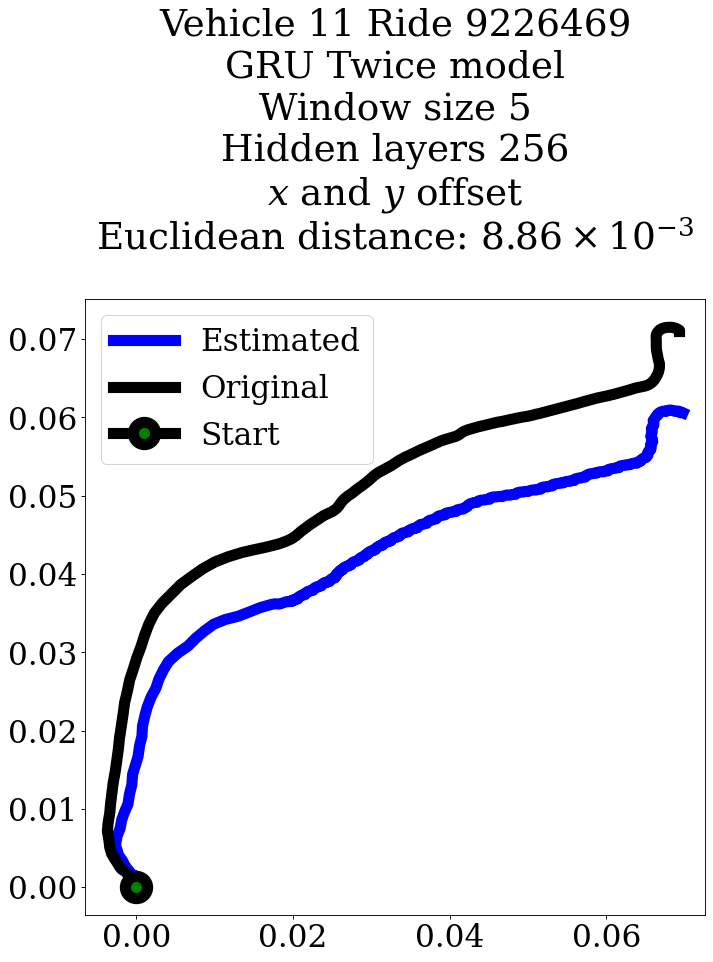 Vehicle 11 Ride 9226469
GRU Twice model
Window size 5
Hidden layers 256
x and y offset
Euclidean distance: 8.86 × 10⁻³
Estimated
Original
Start
0.07
0.06
0.05
0.04
0.03
0.02
0.01
0.00
0.00 0.02 0.04 0.06